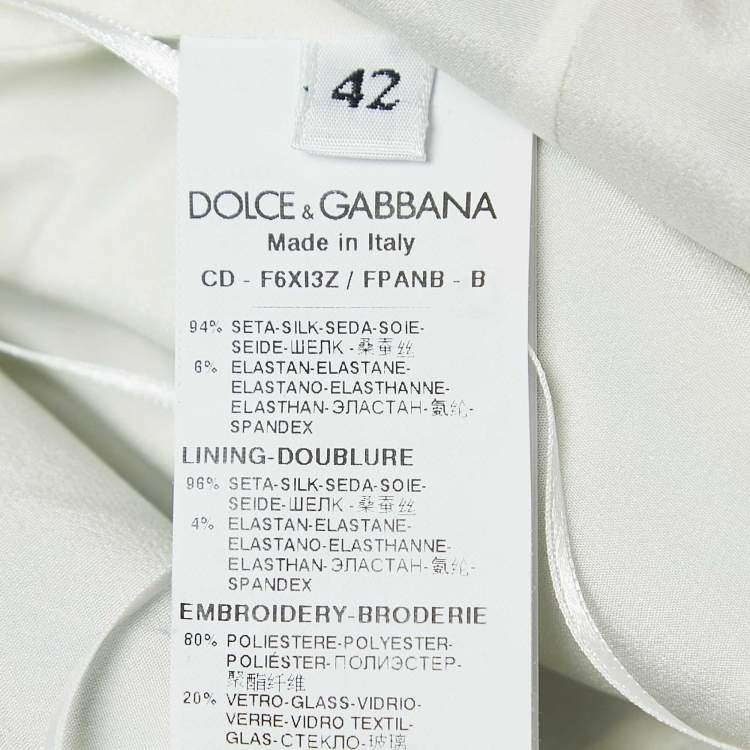 42
DOLCE & GABBANA
Made in Italy
CD - F6XI3Z / FPANB - B
94% SETA-SILK-SEDA-SOIE-
SEIDE-ШЕЛК-桑蚕丝
6% ELASTAN-ELASTANE-
ELASTANO-ELASTHANNE-
ELASTHAN-ЭЛАСТАН-氨纶-
SPANDEX
LINING-DOUBLURE
96% SETA-SILK-SEDA-SOIE-
SEIDE-ШЕЛК-桑蚕丝
4% ELASTAN-ELASTANE-
ELASTANO-ELASTHANNE-
ELASTHAN-ЭЛАСТАН-氨纶-
SPANDEX
EMBROIDERY-BRODERIE
80% POLIESTERE-POLYESTER-
POLIÉSTER-ПОЛИЭСТЕР-
聚酯纤维
20% VETRO-GLASS-VIDRIO-
VERRE-VIDRO TEXTIL-
GLAS-СТЕКЛО-玻璃